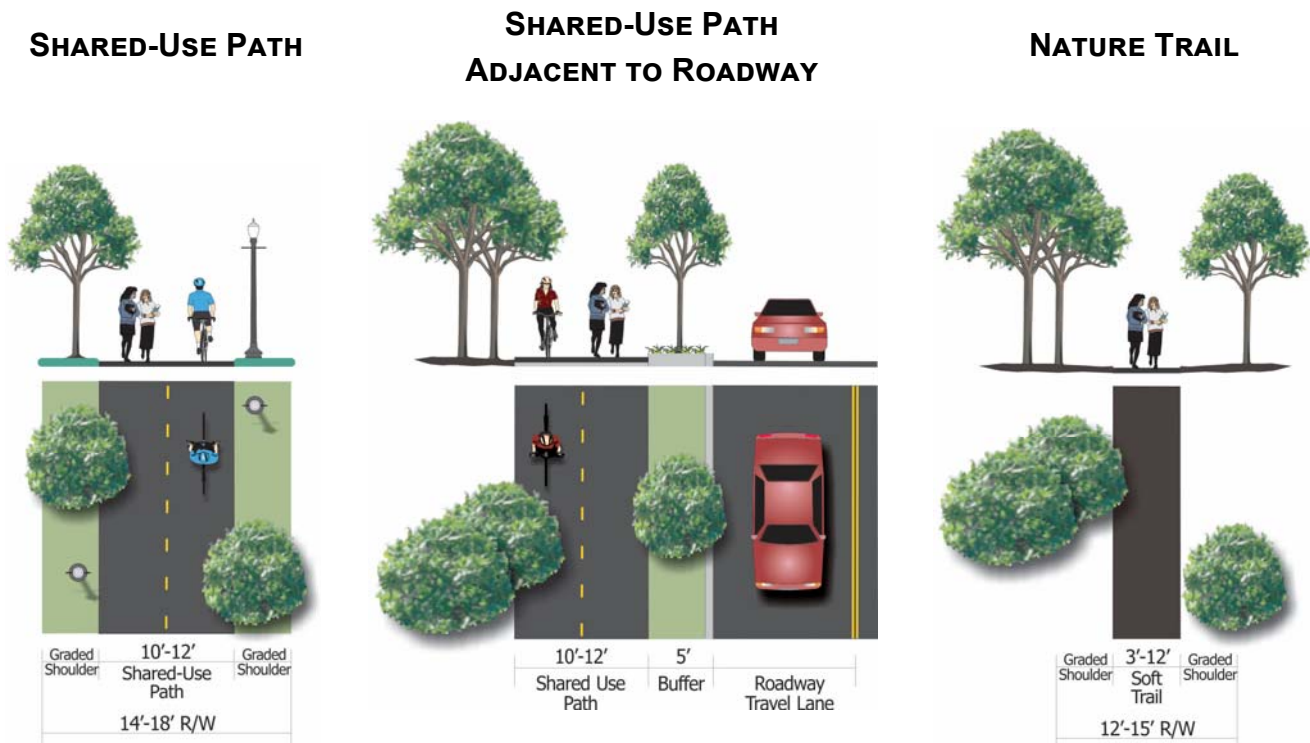 SHARED-USE PATH
SHARED-USE PATH
ADJACENT TO ROADWAY
NATURE TRAIL
Graded
Shoulder
10'-12'
Shared-Use
Path
Graded
Shoulder
14'-18' R/W
10'-12'
Shared Use
Path
5'
Buffer
Roadway
Travel Lane
Graded
Shoulder
3'-12'
Soft
Trail
Graded
Shoulder
12'-15' R/W